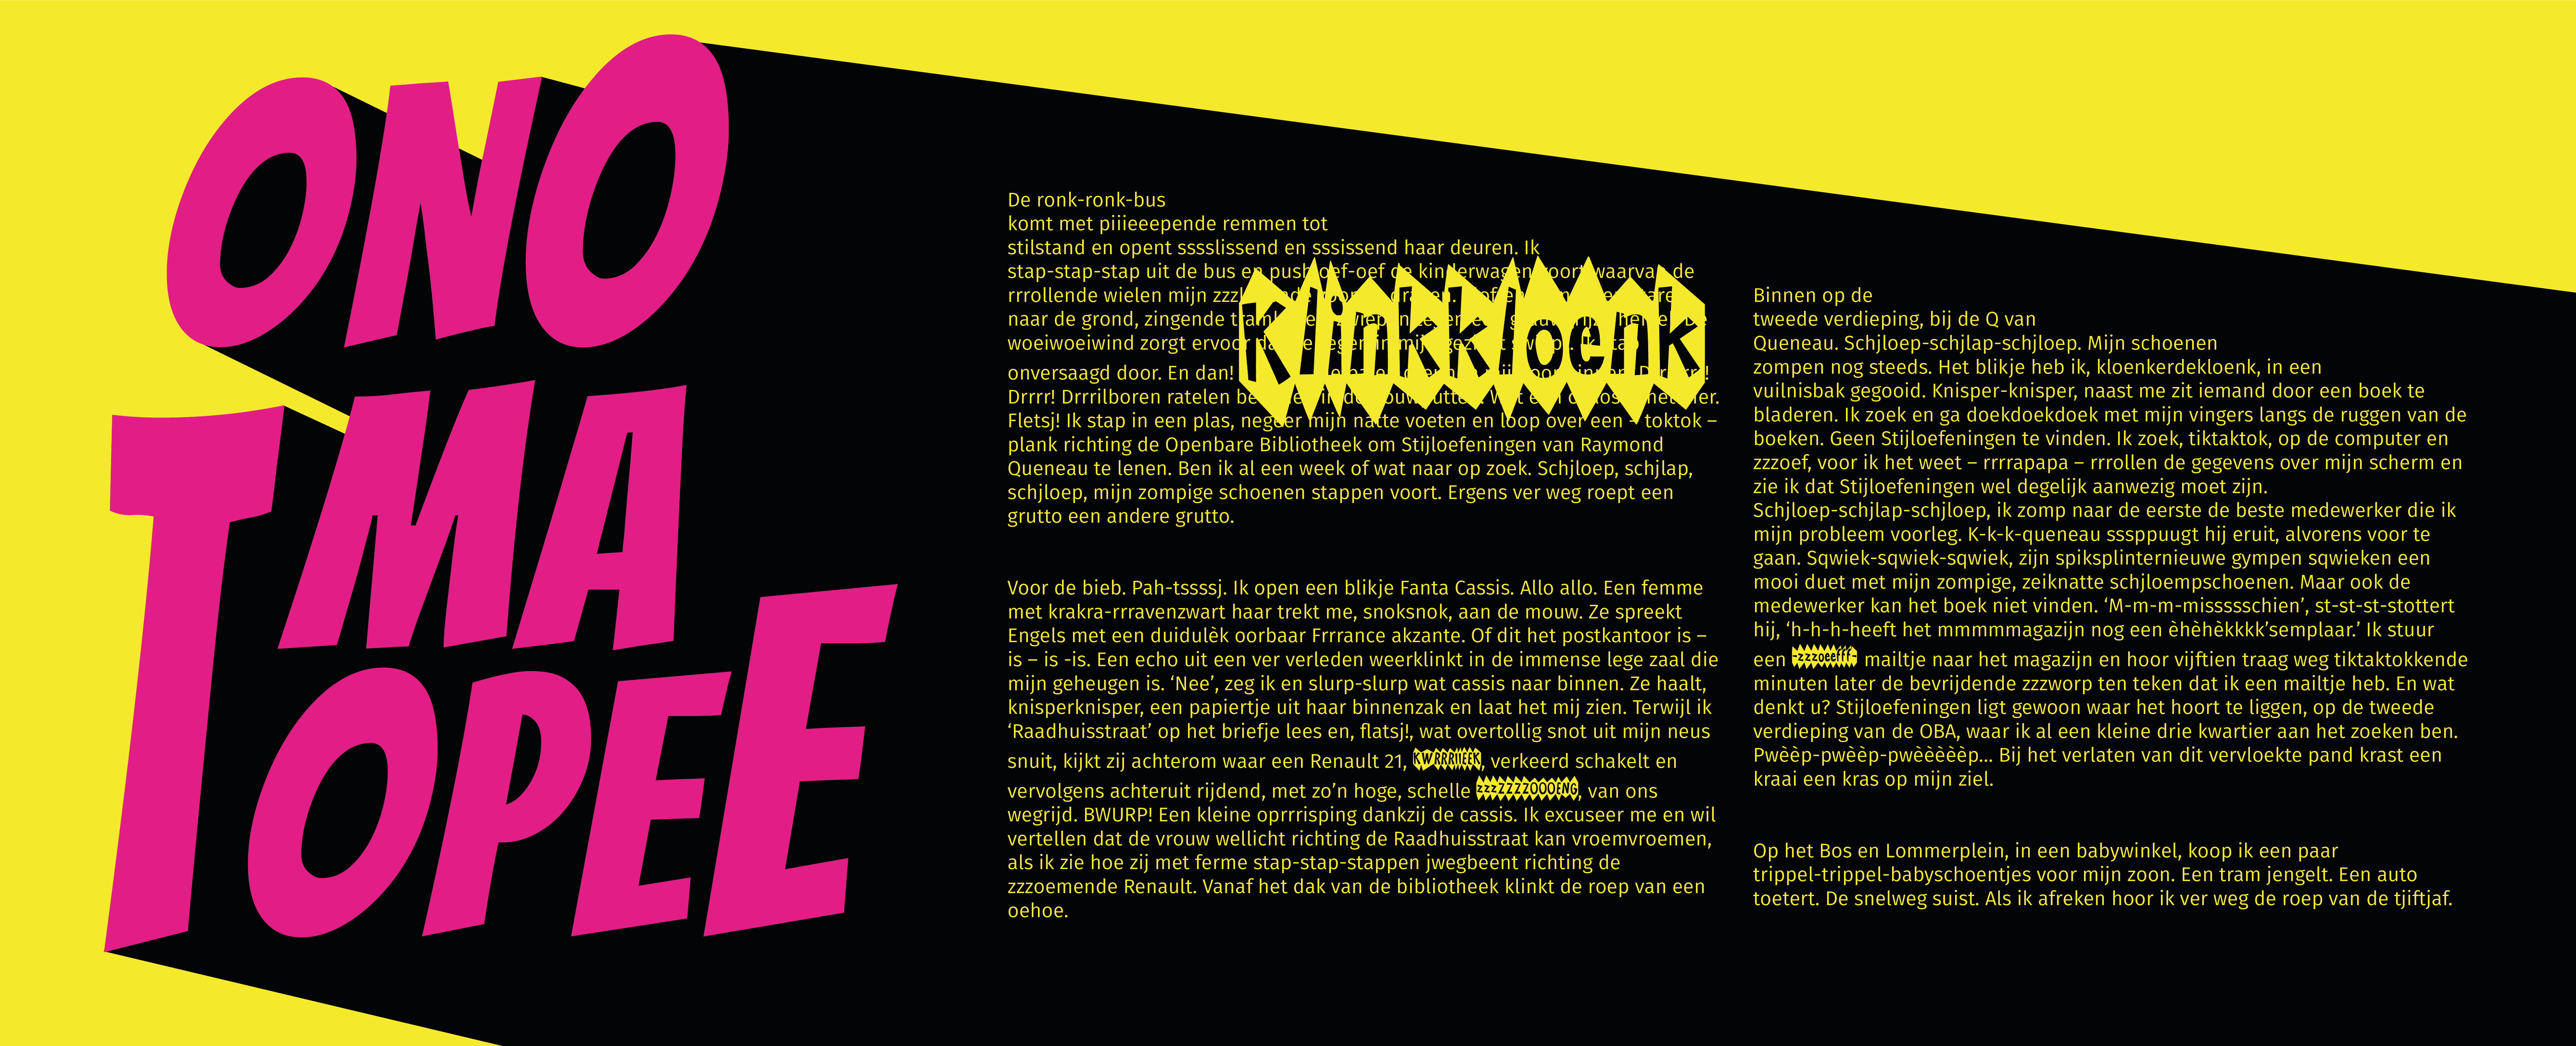 ONO
MA
TOPEE
De ronk-ronk-bus
komt met piiieeepende remmen tot
stilstand en opent sssslissend en sssissend haar deuren. Ik
stap-stap-stap uit de bus en push de kinderwagen voort waarvan de
rrrollende wielen mijn
naar de grond, zingende
woeiwoeiwind zorgt ervoor
onversaagd door. En dan!
Klinkkloenk
Drrrr! Drrrilboren ratelen
Fletsj! Ik stap in een plas, negeer mijn natte voeten en loop over een – toktok –
plank richting de Openbare Bibliotheek om Stijloefeningen van Raymond
Queneau te lenen. Ben ik al een week of wat naar op zoek. Schjloep, schjlap,
schjloep, mijn zompige schoenen stappen voort. Ergens ver weg roept een
grutto een andere grutto.
Voor de bieb. Pah-tssssj. Ik open een blikje Fanta Cassis. Allo allo. Een femme
met krakra-rrravenzwart haar trekt me, snoksnok, aan de mouw. Ze spreekt
Engels met een duidulèk oorbaar Frrrance akzante. Of dit het postkantoor is –
is – is -is. Een echo uit een ver verleden weerklinkt in de immense lege zaal die
mijn geheugen is. ‘Nee’, zeg ik en slurp-slurp wat cassis naar binnen. Ze haalt,
knisperknisper, een papiertje uit haar binnenzak en laat het mij zien. Terwijl ik
‘Raadhuisstraat’ op het briefje lees en, flatsj!, wat overtollig snot uit mijn neus
snuit, kijkt zij achterom waar een Renault 21, KWRRRIIEEK, verkeerd schakelt en
vervolgens achteruit rijdend, met zo’n hoge, schelle zzzZZZZOOOENG, van ons
wegrijd. BWURP! Een kleine oprrrisping dankzij de cassis. Ik excuseer me en wil
vertellen dat de vrouw wellicht richting de Raadhuisstraat kan vroemvroemen,
als ik zie hoe zij met ferme stap-stap-stappen jwegbeent richting de
zzzoemende Renault. Vanaf het dak van de bibliotheek klinkt de roep van een
oehoe.
Binnen op de
tweede verdieping, bij de Q van
Queneau. Schjloep-schjlap-schjloep. Mijn schoenen
zompen nog steeds. Het blikje heb ik, kloenkerdekloenk, in een
vuilnisbak gegooid. Knisper-knisper, naast me zit iemand door een boek te
bladeren. Ik zoek en ga doekdoekdoek met mijn vingers langs de ruggen van de
boeken. Geen Stijloefeningen te vinden. Ik zoek, tiktaktok, op de computer en
zzzoef, voor ik het weet – rrrrapapa – rrrollen de gegevens over mijn scherm en
zie ik dat Stijloefeningen wel degelijk aanwezig moet zijn.
Schjloep-schjlap-schjloep, ik zomp naar de eerste de beste medewerker die ik
mijn probleem voorleg. K-k-k-queneau sssppuugt hij eruit, alvorens voor te
gaan. Sqwiek-sqwiek-sqwiek, zijn spiksplinternieuwe gympen sqwieken een
mooi duet met mijn zompige, zeiknatte schjloempschoenen. Maar ook de
medewerker kan het boek niet vinden. ‘M-m-m-missssschien’, st-st-st-stottert
hij, ‘h-h-h-heeft het mmmmmagazijn nog een èhèhèkkkk’semplaar.’ Ik stuur
een -zzzoeefff- mailtje naar het magazijn en hoor vijftien traag weg tiktaktokkende
minuten later de bevrijdende zzzworp ten teken dat ik een mailtje heb. En wat
denkt u? Stijloefeningen ligt gewoon waar het hoort te liggen, op de tweede
verdieping van de OBA, waar ik al een kleine drie kwartier aan het zoeken ben.
Pwèèp-pwèèp-pwèèèèèp... Bij het verlaten van dit vervloekte pand krast een
kraai een kras op mijn ziel.
Op het Bos en Lommerplein, in een babywinkel, koop ik een paar
trippel-trippel-babyschoentjes voor mijn zoon. Een tram jengelt. Een auto
toetert. De snelweg suist. Als ik afreken hoor ik ver weg de roep van de tjiftjaf.